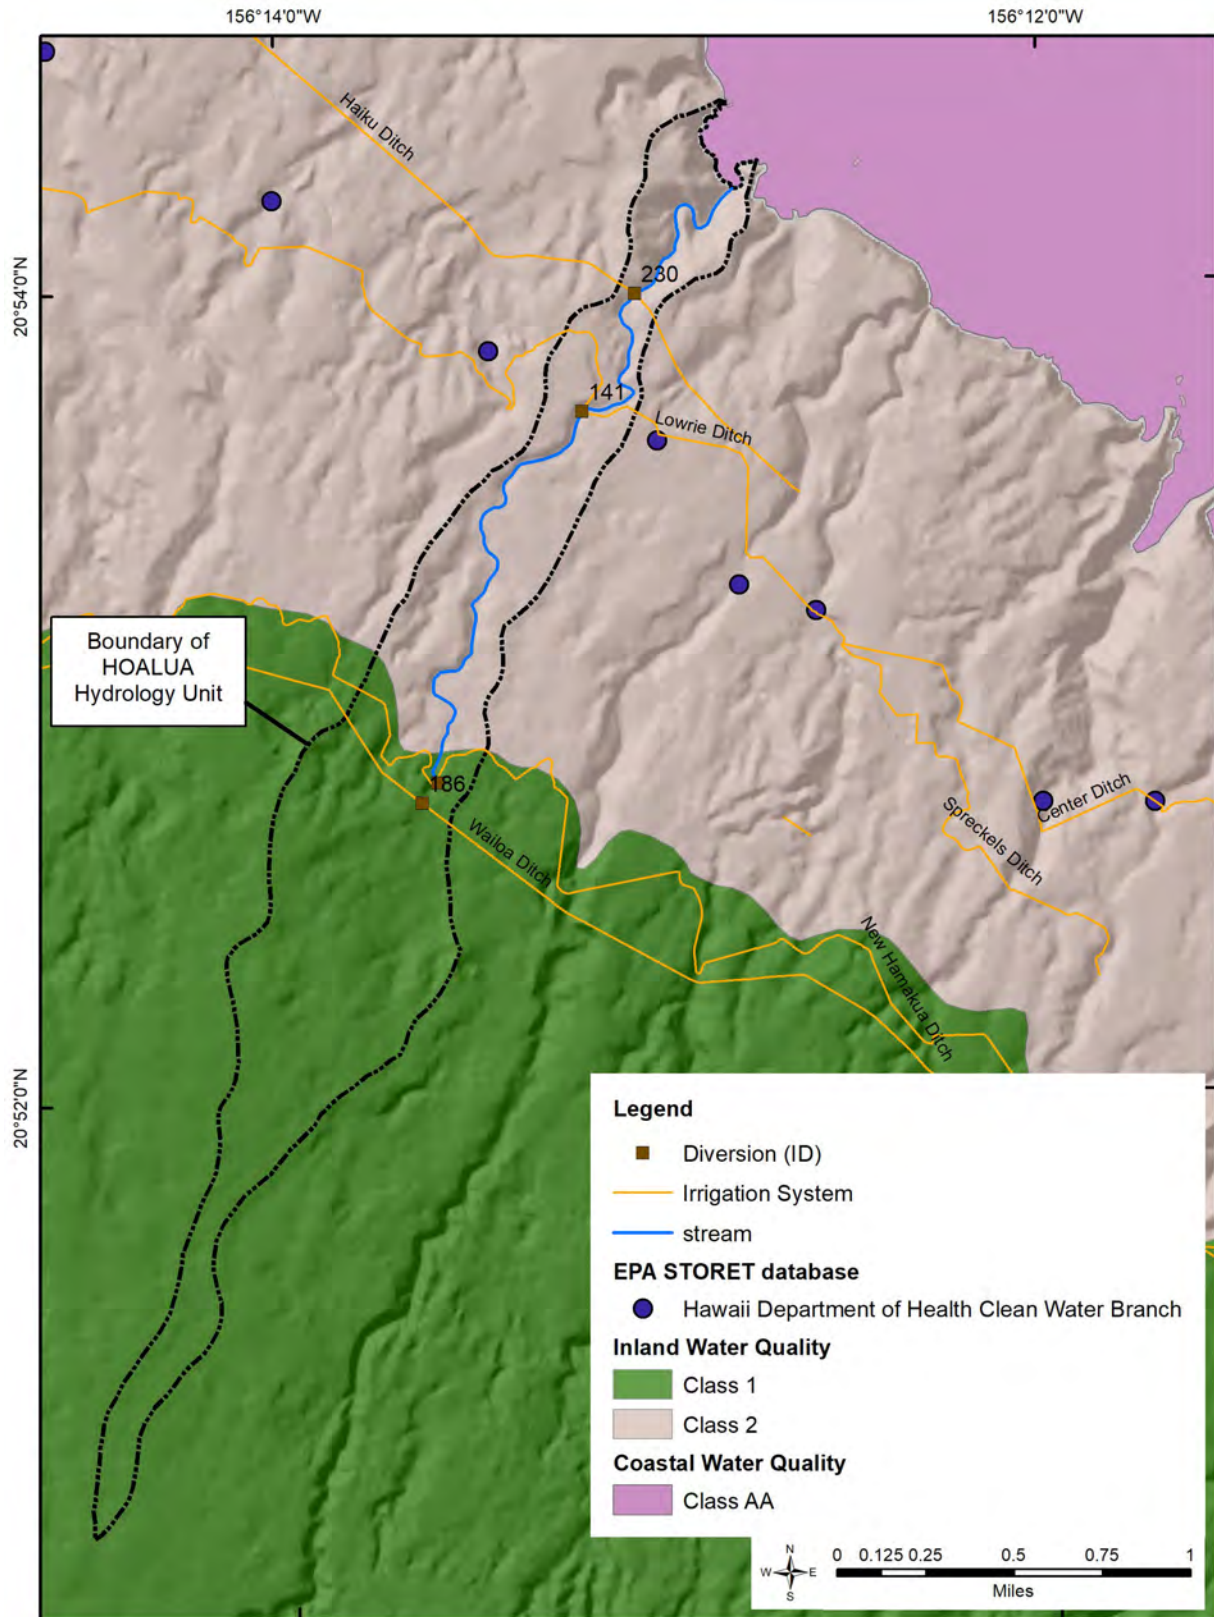 156°14'0"W
156°12'0"W
Haiku Ditch
20°54'0"N
230
141
Lowrie Ditch
Boundary of
HOALUA
Hydrology Unit
186
Wailoa Ditch
Center Ditch
Spreckels Ditch
New Hamakua Ditch
20°52'0"N
Legend
Diversion (ID)
Irrigation System
stream
EPA STORET database
Hawaii Department of Health Clean Water Branch
Inland Water Quality
Class 1
Class 2
Coastal Water Quality
Class AA
N
W E
S
0 0.125 0.25 0.5 0.75 1
Miles